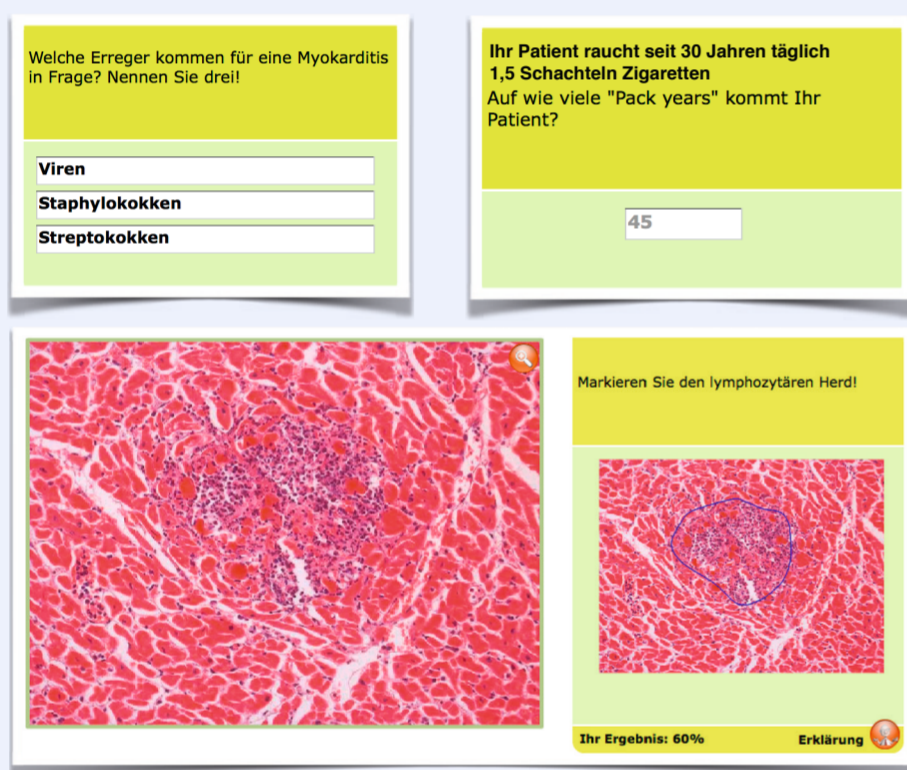 Welche Erreger kommen für eine Myokarditis
in Frage? Nennen Sie drei!
Viren
Staphylokokken
Streptokokken
Ihr Patient raucht seit 30 Jahren täglich
1,5 Schachteln Zigaretten
Auf wie viele "Pack years" kommt Ihr
Patient?
45
Markieren Sie den lymphozytären Herd!
Ihr Ergebnis: 60%
Erklärung